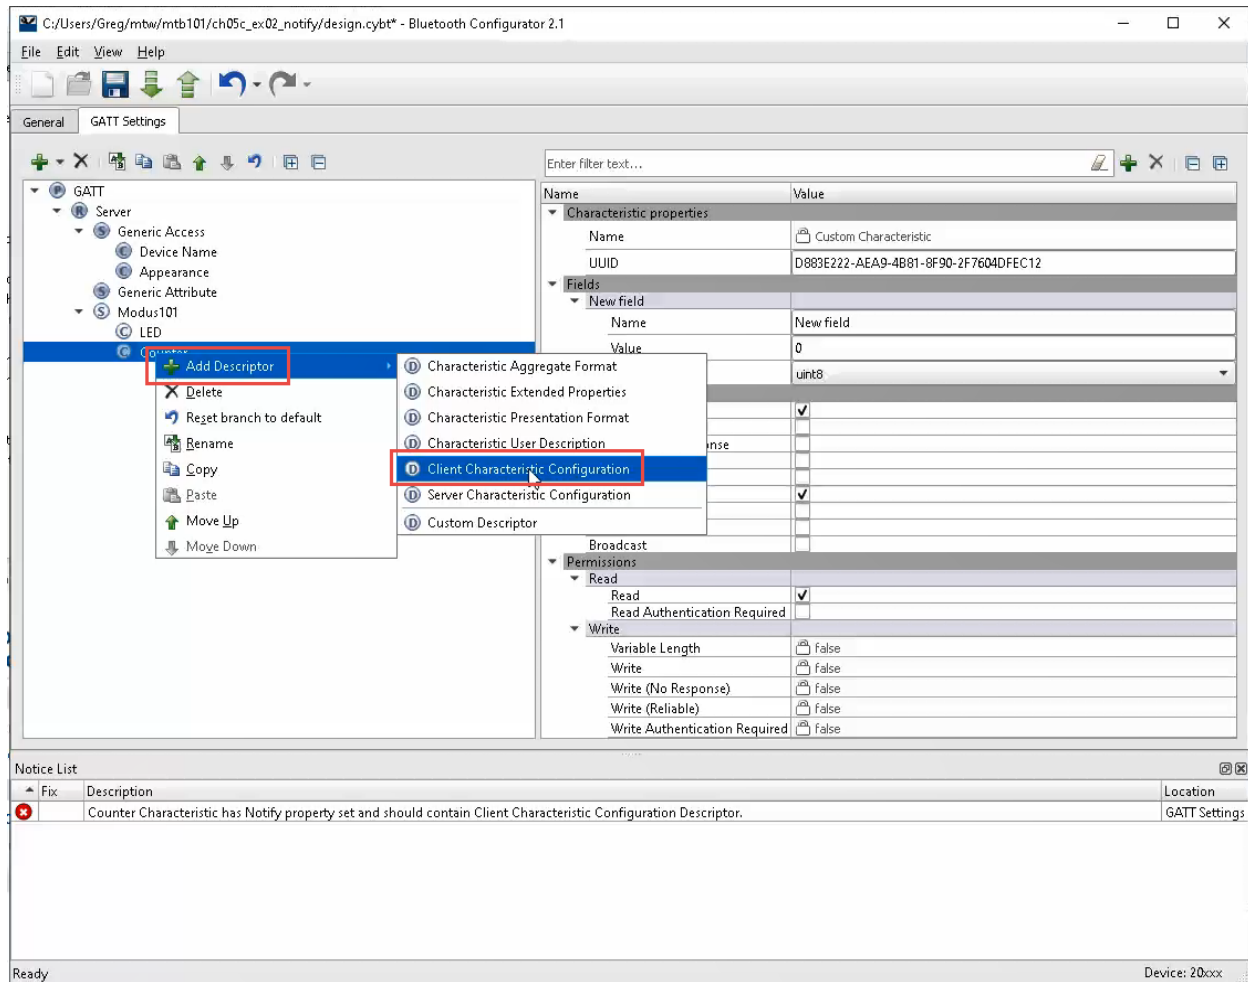 C:/Users/Greg/mtw/mtb101/ch05c_ex02_notify/design.cybt* - Bluetooth Configurator 2.1
File Edit View Help
General GATT Settings
Enter filter text...
GATT
Server
Generic Access
Device Name
Appearance
Generic Attribute
Modus101
LED
Counter
Add Descriptor
Delete
Reset branch to default
Rename
Copy
Paste
Move Up
Move Down
Characteristic Aggregate Format
Characteristic Extended Properties
Characteristic Presentation Format
Characteristic User Description
Client Characteristic Configuration
Server Characteristic Configuration
Custom Descriptor
Name Value
Characteristic properties
Name Custom Characteristic
UUID D883E222-AEA9-4B81-8F90-2F7604DFEC12
Fields
New field
Name New field
Value 0
uint8
nse
Broadcast
Permissions
Read
Read
Read Authentication Required
Write
Variable Length false
Write false
Write (No Response) false
Write (Reliable) false
Write Authentication Required false
Notice List
Fix Description Location
Counter Characteristic has Notify property set and should contain Client Characteristic Configuration Descriptor. GATT Settings
Ready Device: 20xxx